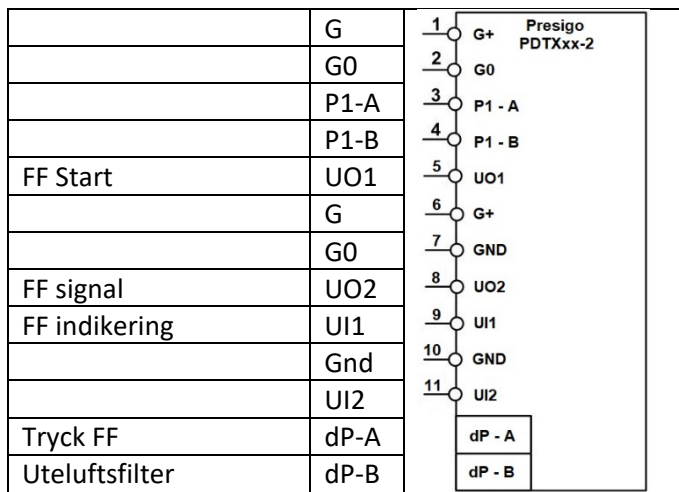 G
G0
P1-A
P1-B
FF Start UO1
G
G0
FF signal UO2
FF indikering UI1
Gnd
UI2
Tryck FF dP-A
Uteluftsfilter dP-B
Presigo
PDTXxx-2
1 G+
2 G0
3 P1 - A
4 P1 - B
5 UO1
6 G+
7 GND
8 UO2
9 UI1
10 GND
11 UI2
dP - A
dP - B